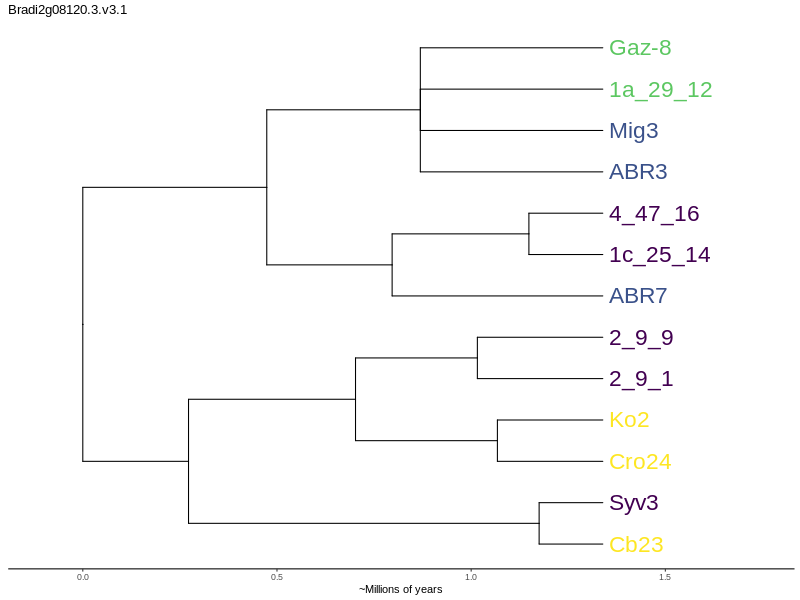 Bradi2g08120.3.v3.1
Gaz-8
1a_29_12
Mig3
ABR3
4_47_16
1c_25_14
ABR7
2_9_9
2_9_1
Ko2
Cro24
Syv3
Cb23
0.0 0.5 1.0 1.5
~Millions of years